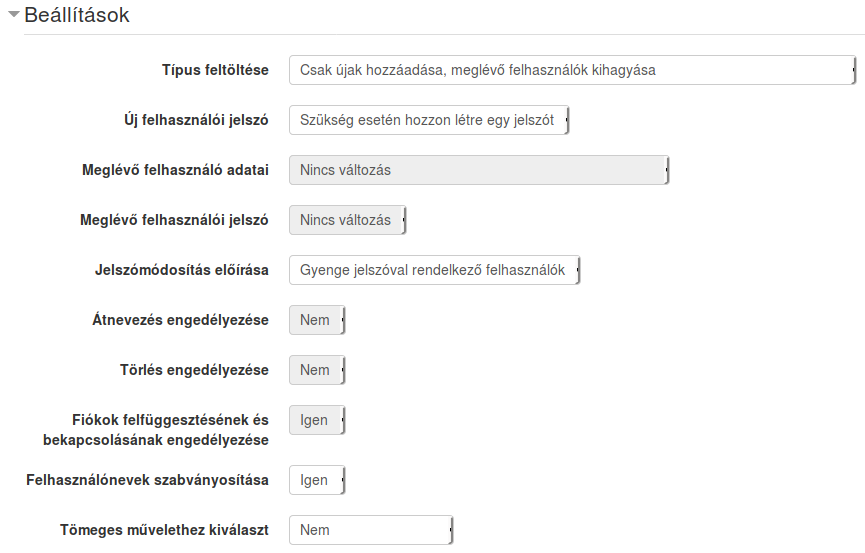 Beállítások
Típus feltöltése Csak újak hozzáadása, meglévő felhasználók kihagyása
Új felhasználói jelszó Szükség esetén hozzon létre egy jelszót
Meglévő felhasználó adatai Nincs változás
Meglévő felhasználói jelszó Nincs változás
Jelszómódosítás előírása Gyenge jelszóval rendelkező felhasználók
Átnevezés engedélyezése Nem
Törlés engedélyezése Nem
Fiókok felfüggesztésének és Igen
bekapcsolásának engedélyezése
Felhasználónevek szabványosítása Igen
Tömeges művelethez kiválaszt Nem